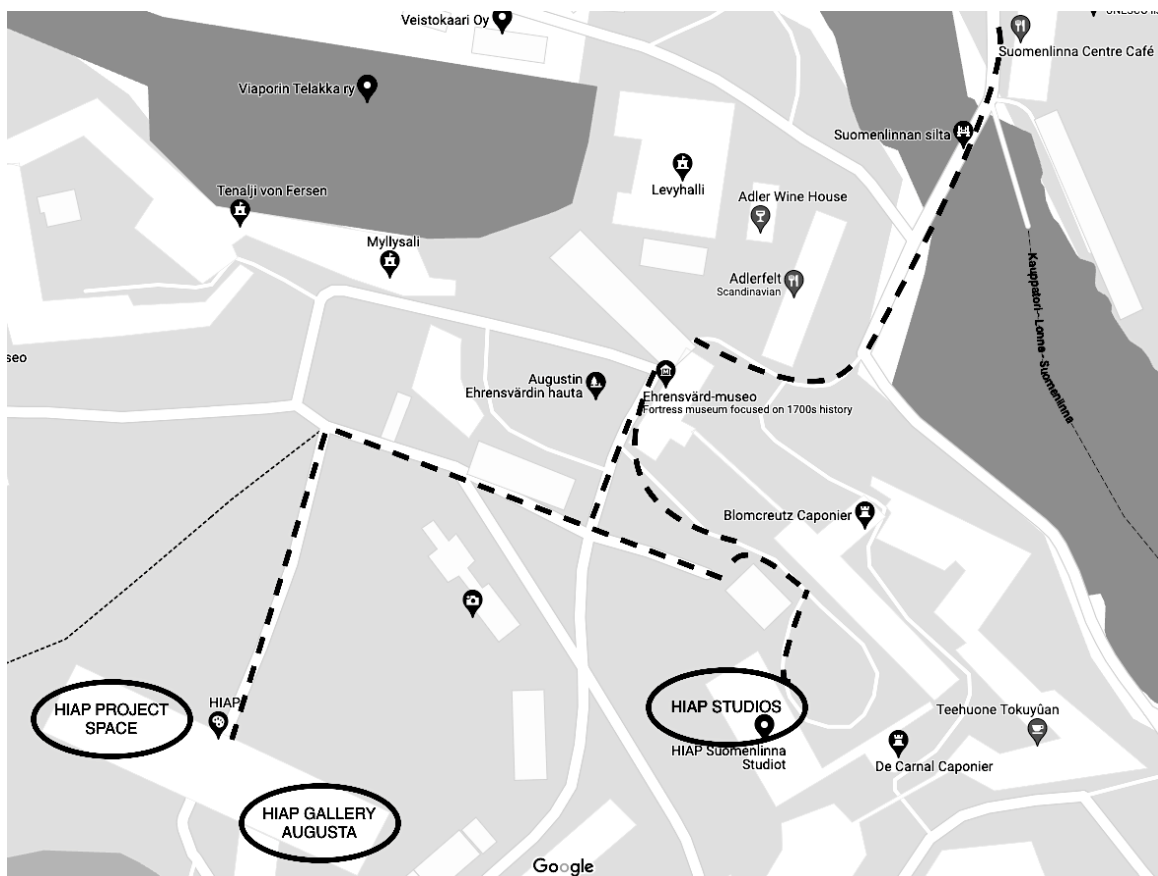 Veistokaari Oy
Suomenlinna Centre Café
Viaporin Telakka ry
Suomenlinnan silta
Levyhalli
Tenalji von Fersen
Adler Wine House
Myllysali
Adlerfelt
Scandinavian
Kauppatori - Lonna - Suomenlinna
seo
Augustin
Ehrensvärdin hauta
Ehrensvärd-museo
Fortress museum focused on 1700s history
Blomcreutz Caponier
HIAP PROJECT
SPACE
HIAP
HIAP STUDIOS
HIAP Suomenlinna
Studiot
Teehuone Tokuyûan
De Carnal Caponier
HIAP GALLERY
AUGUSTA
Google